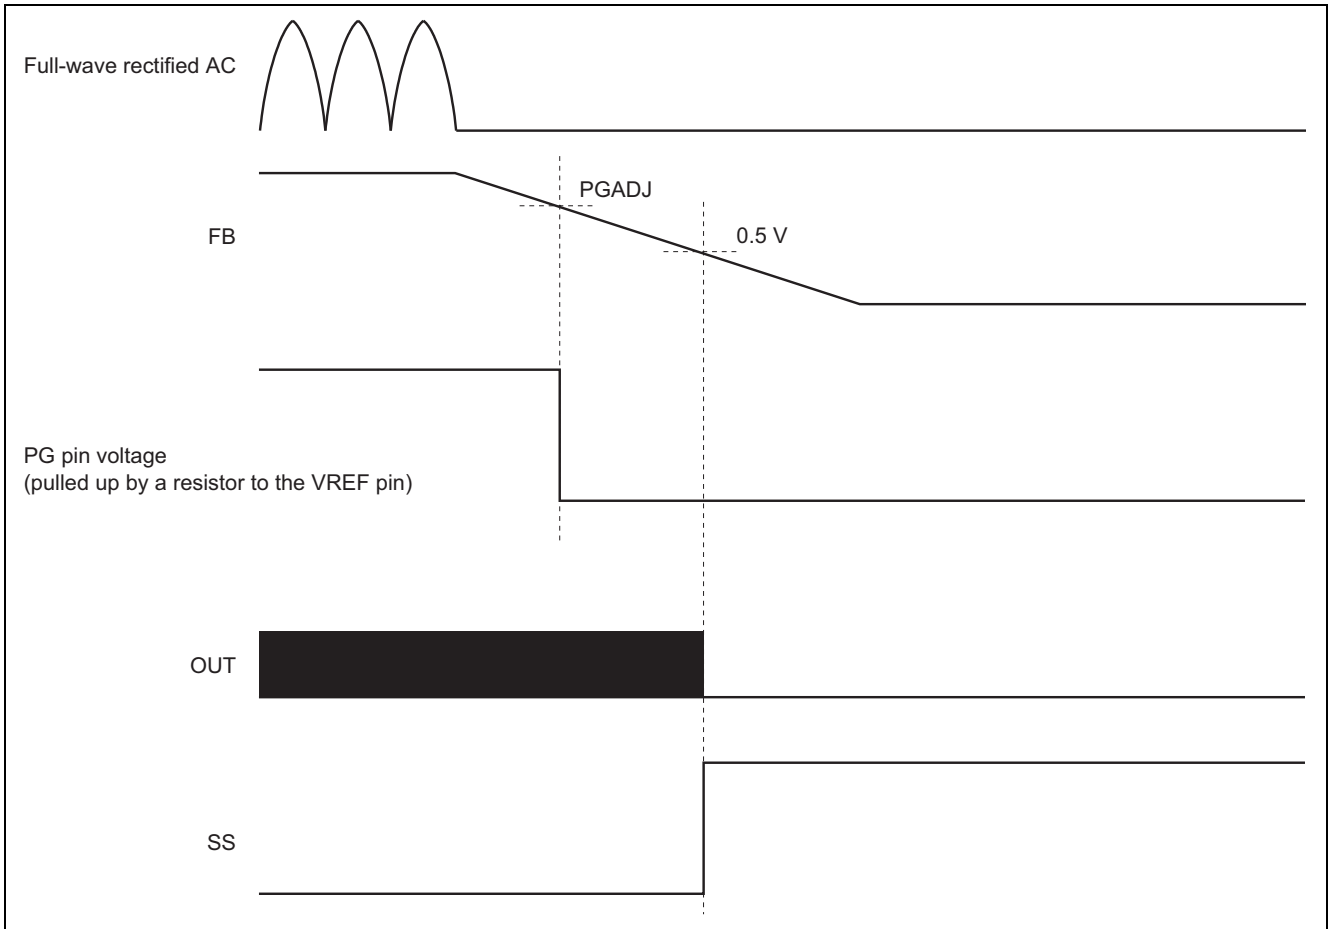 Full-wave rectified AC
PGADJ
FB
0.5 V
PG pin voltage
(pulled up by a resistor to the VREF pin)
OUT
SS